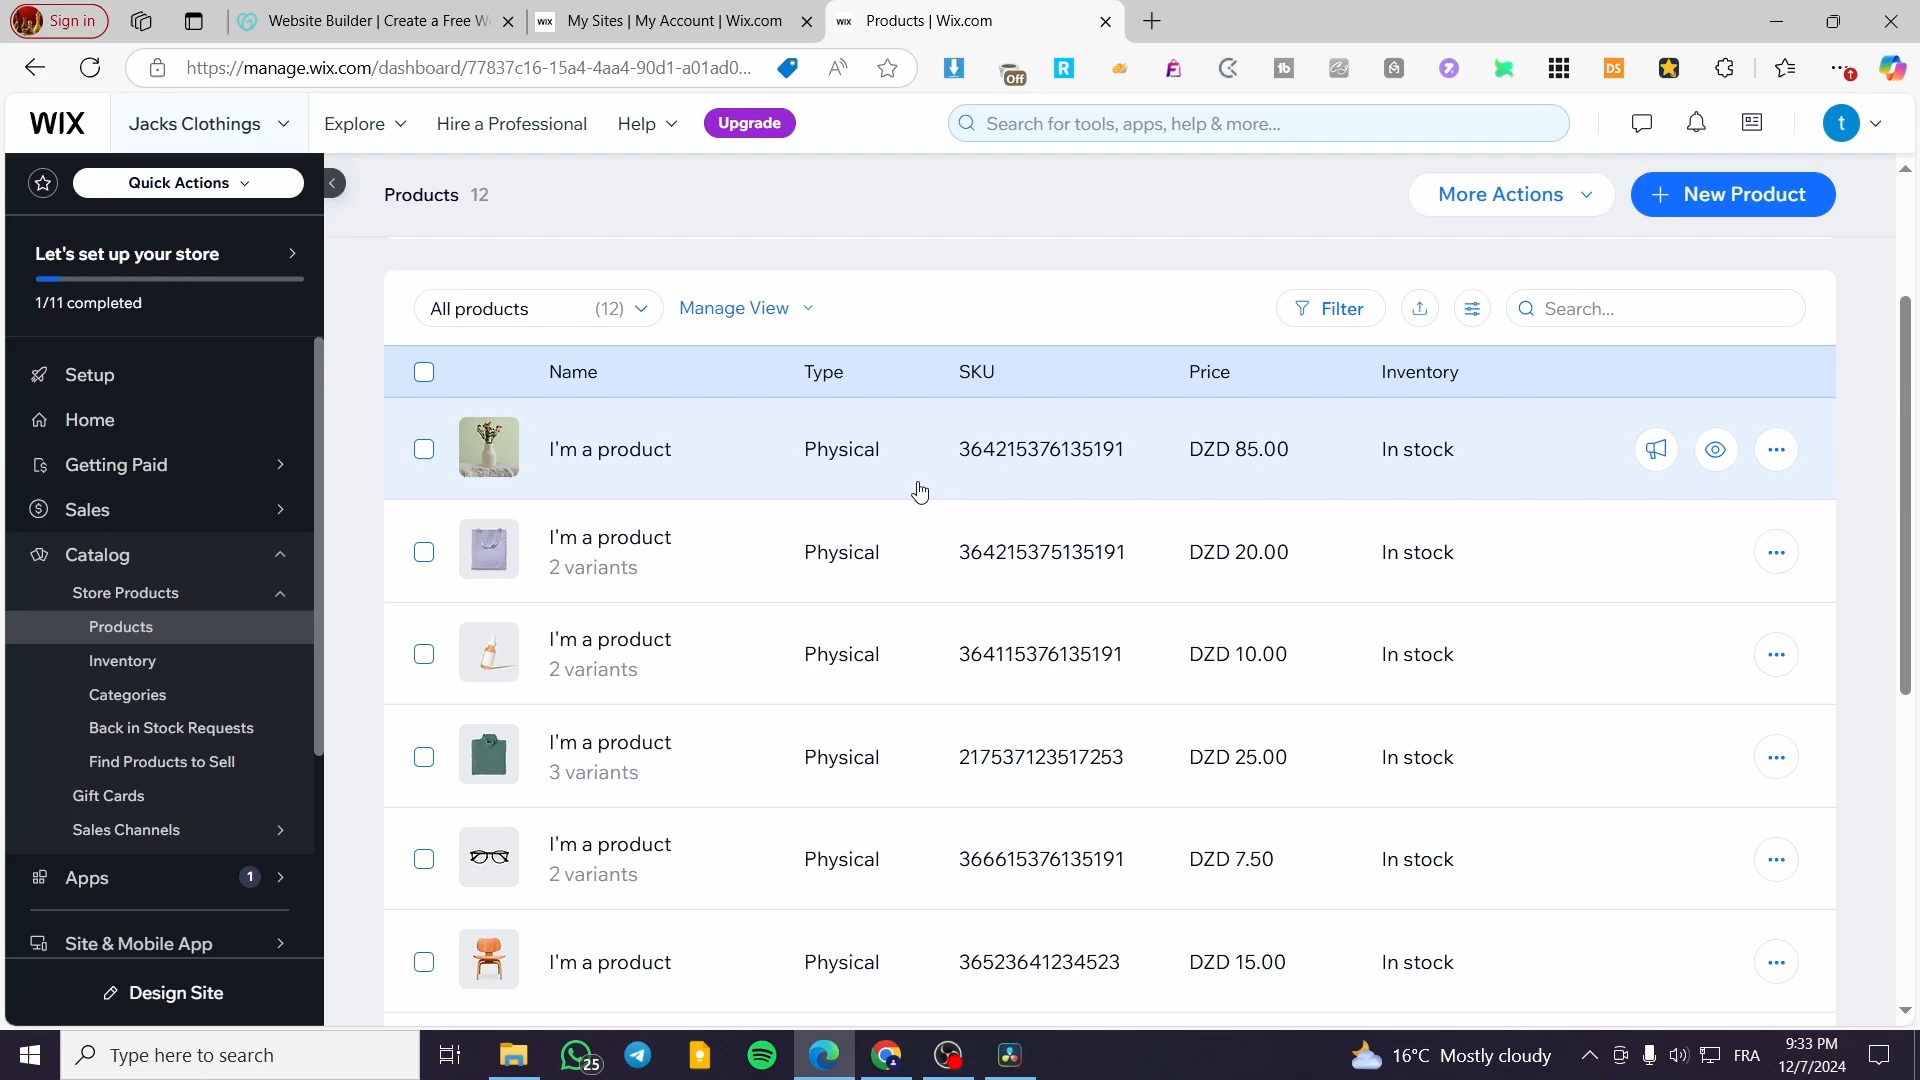 Sign in
Website Builder | Create a Free We
WIX My Sites | My Account | Wix.com
WIX Products | Wix.com
https://manage.wix.com/dashboard/77837c16-15a4-4aa4-90d1-a01ad0...
A
Off
R
tb
DS
WIX
Jacks Clothings
Explore
Hire a Professional
Help
Upgrade
Search for tools, apps, help & more...
t
Quick Actions
Let's set up your store
1/11 completed
Setup
Home
Getting Paid
Sales
Catalog
Store Products
Products
Inventory
Categories
Back in Stock Requests
Find Products to Sell
Gift Cards
Sales Channels
Apps 1
Site & Mobile App
Design Site
Products 12
More Actions
+ New Product
All products (12)
Manage View
Filter
Search...
Name Type SKU Price Inventory
I'm a product Physical 364215376135191 DZD 85.00 In stock
I'm a product Physical 364215375135191 DZD 20.00 In stock
2 variants
I'm a product Physical 364115376135191 DZD 10.00 In stock
2 variants
I'm a product Physical 217537123517253 DZD 25.00 In stock
3 variants
I'm a product Physical 366615376135191 DZD 7.50 In stock
2 variants
I'm a product Physical 36523641234523 DZD 15.00 In stock
Type here to search
25
16°C Mostly cloudy
FRA
9:33 PM
12/7/2024